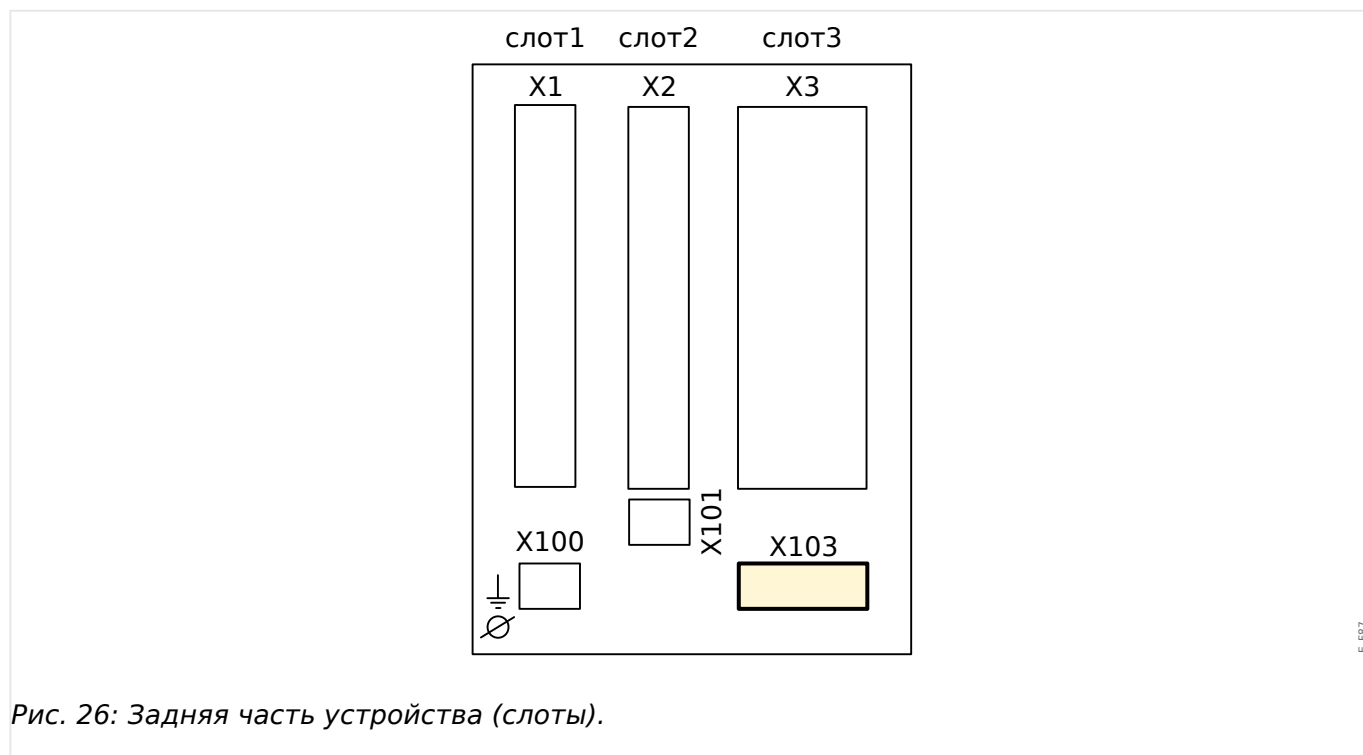 слот1 слот2 слот3
X1 X2 X3
X101
X100
X103
Рис. 26: Задняя часть устройства (слоты).